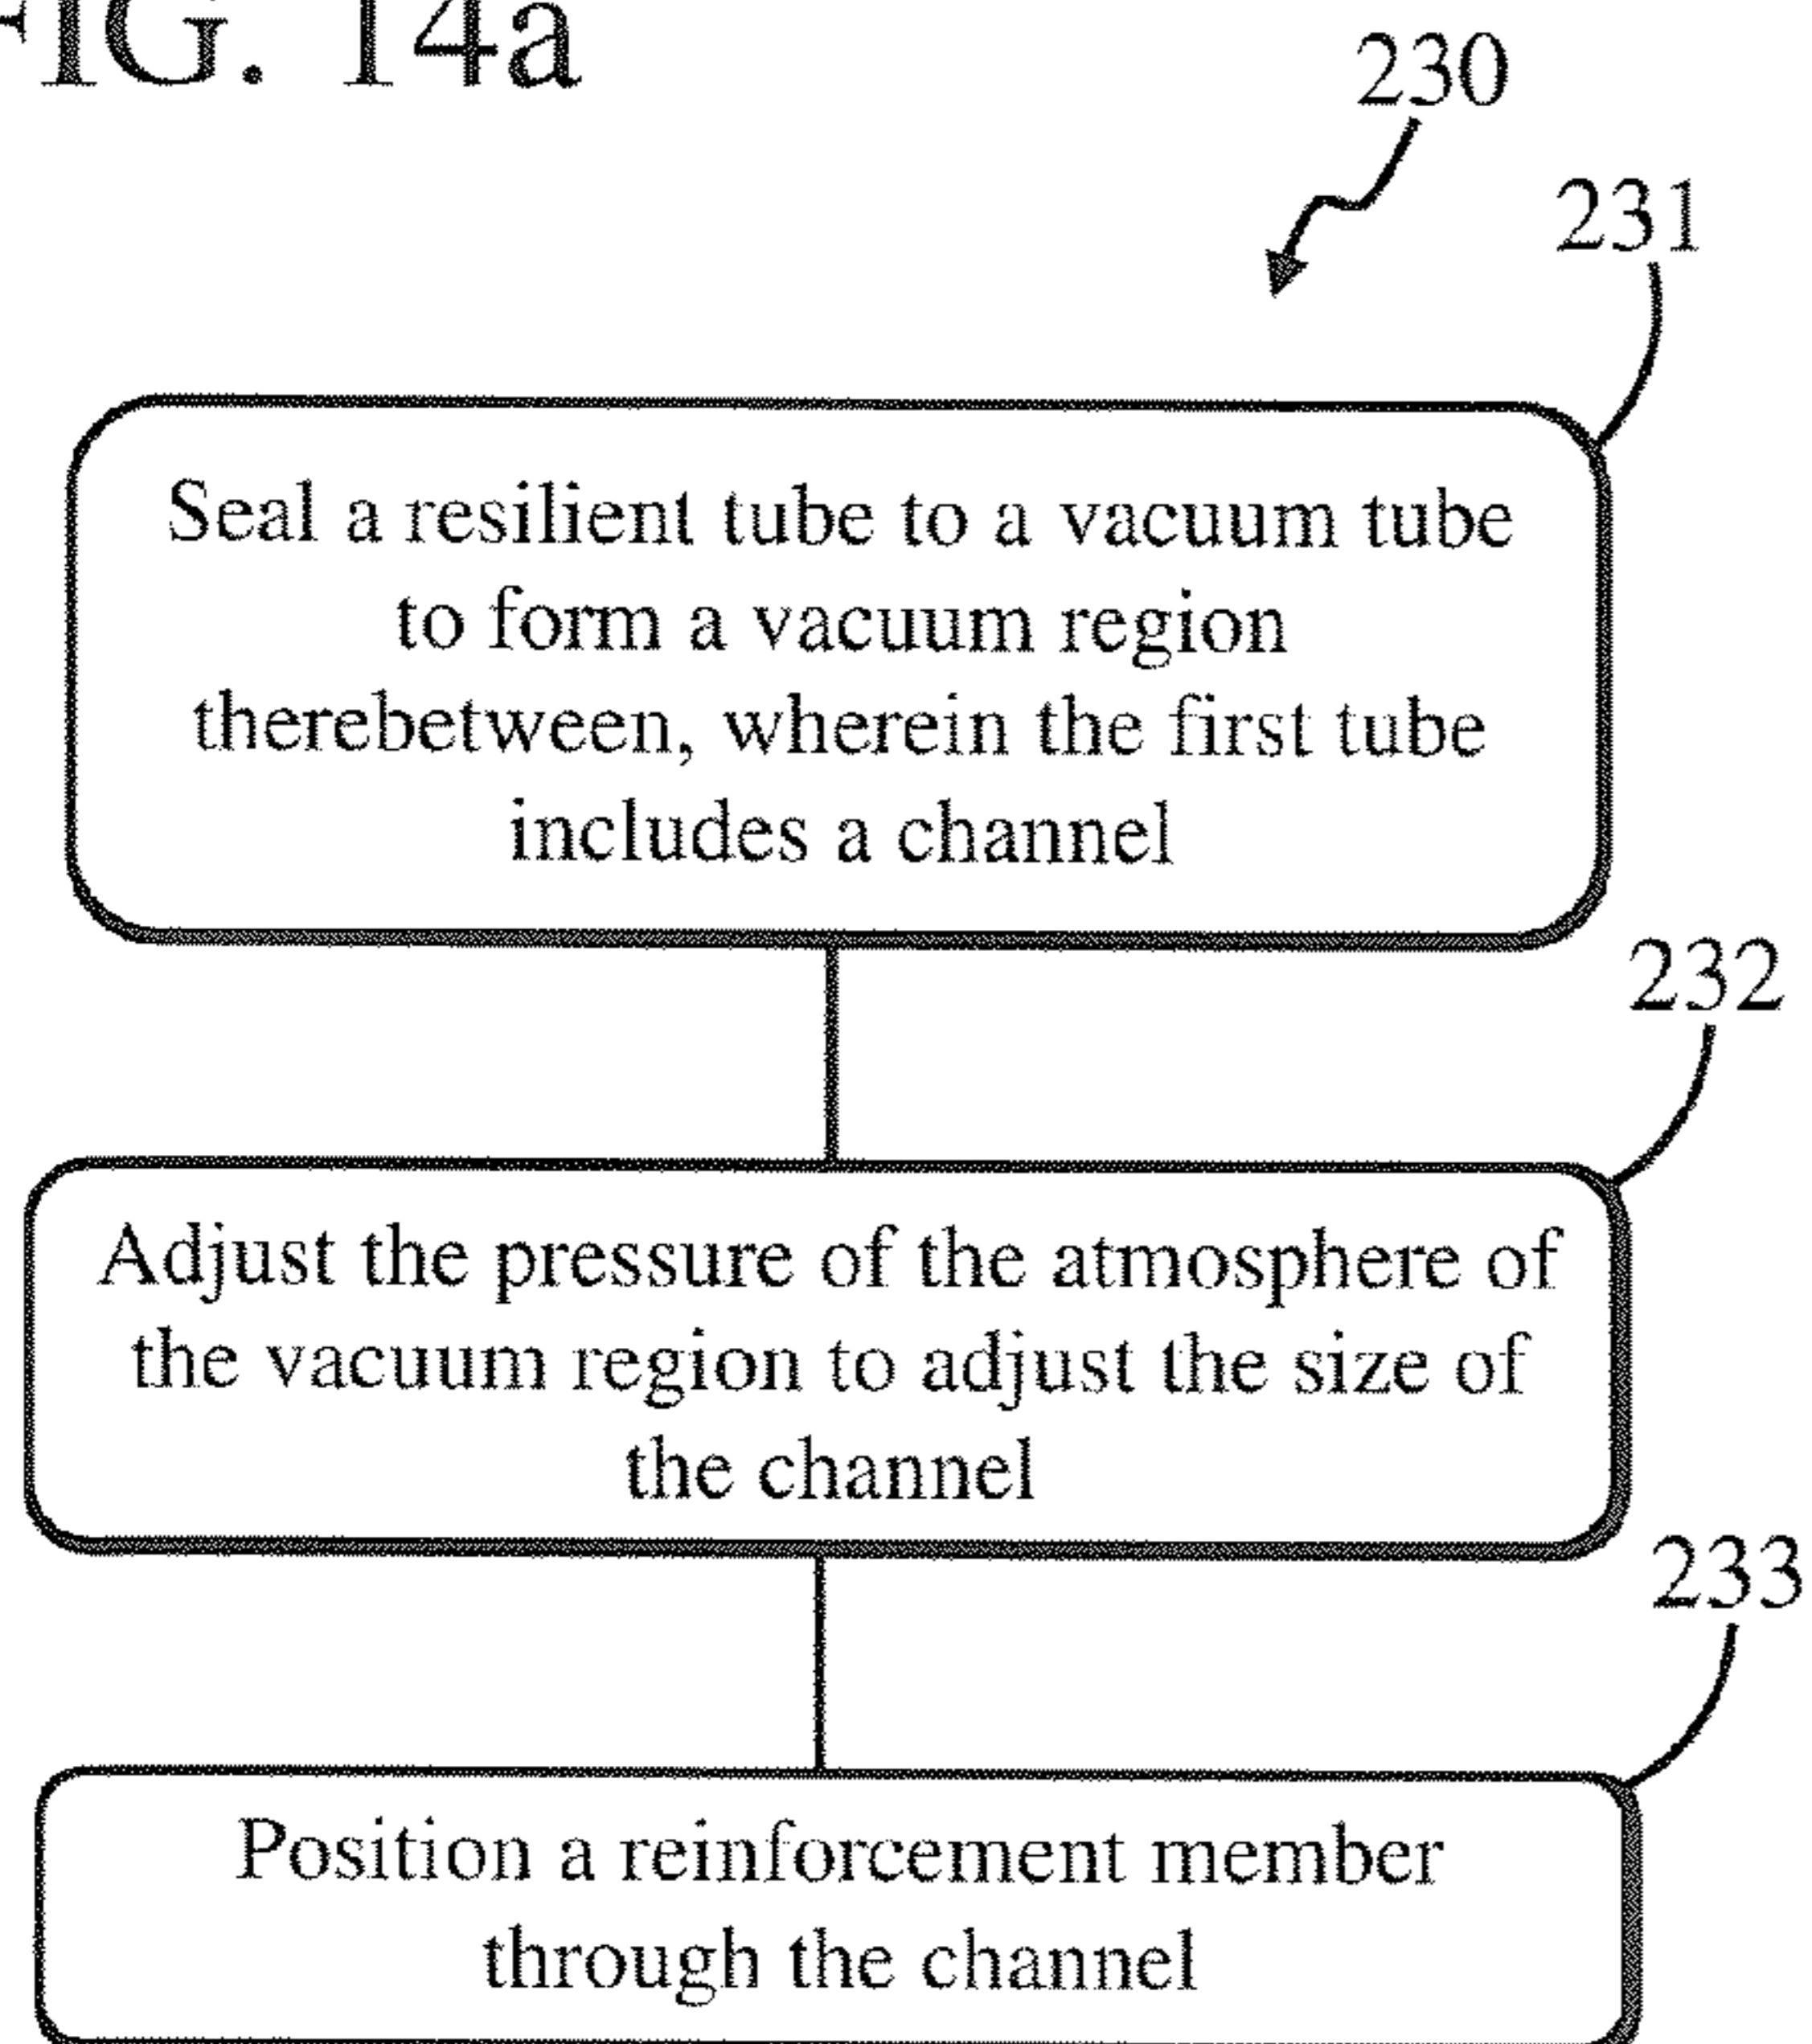 FIG. 14a
230
231
Seal a resilient tube to a vacuum tube
to form a vacuum region
therebetween, wherein the first tube
includes a channel
232
Adjust the pressure of the atmosphere of
the vacuum region to adjust the size of
the channel
233
Position a reinforcement member
through the channel